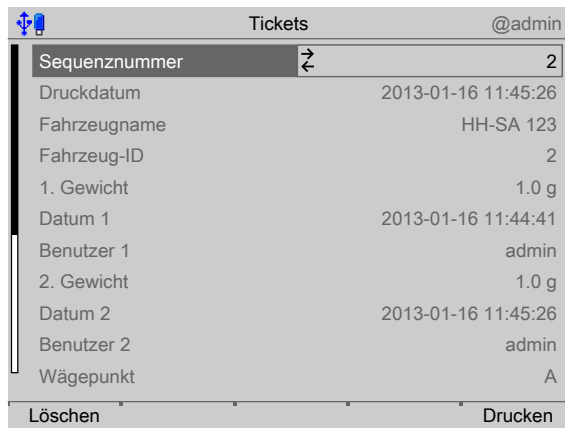 Tickets @admin
Sequenznummer 2
Druckdatum 2013-01-16 11:45:26
Fahrzeugname HH-SA 123
Fahrzeug-ID 2
1. Gewicht 1.0 g
Datum 1 2013-01-16 11:44:41
Benutzer 1 admin
2. Gewicht 1.0 g
Datum 2 2013-01-16 11:45:26
Benutzer 2 admin
Wägepunkt A
Löschen Drucken